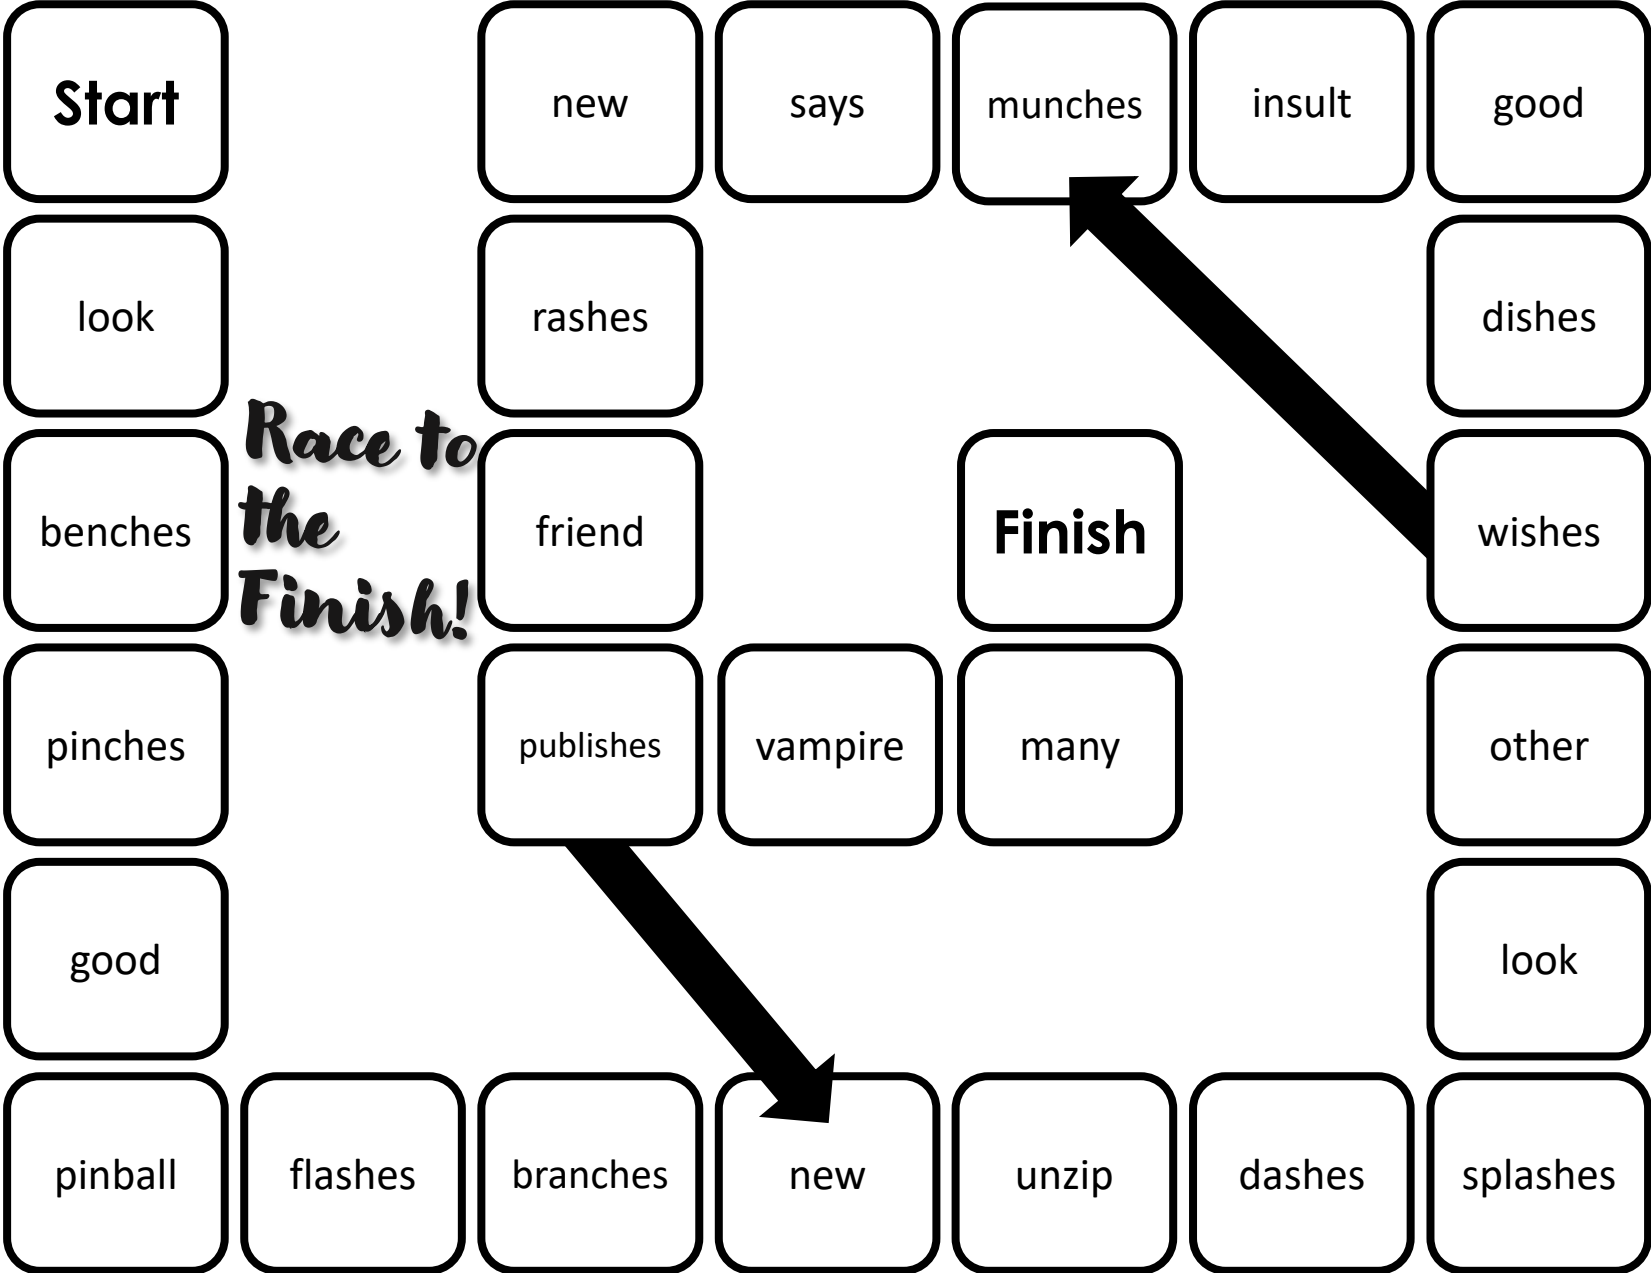 Start
new
says
munches
insult
good
look
rashes
dishes
Race to
the
Finish!
benches
friend
Finish
wishes
pinches
publishes
vampire
many
other
good
look
pinball
flashes
branches
new
unzip
dashes
splashes